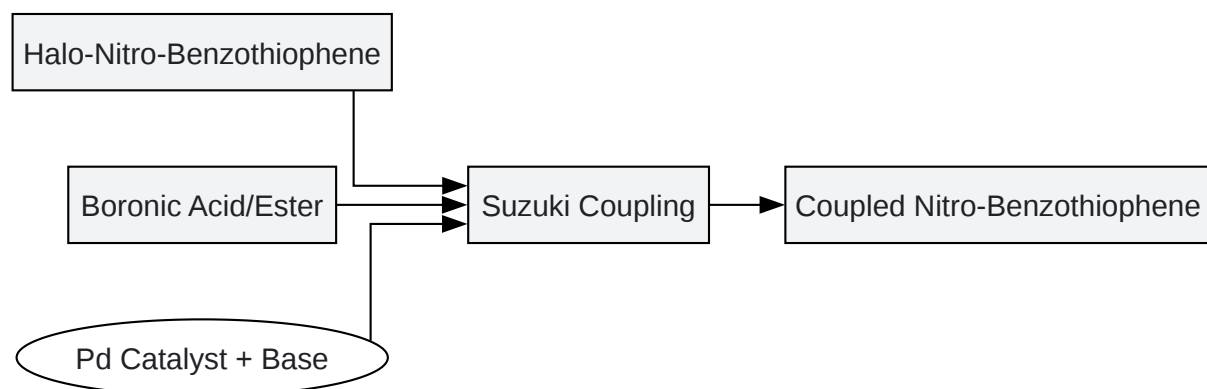 Halo-Nitro-Benzothiophene
Boronic Acid/Ester
Suzuki Coupling
Coupled Nitro-Benzothiophene
Pd Catalyst + Base